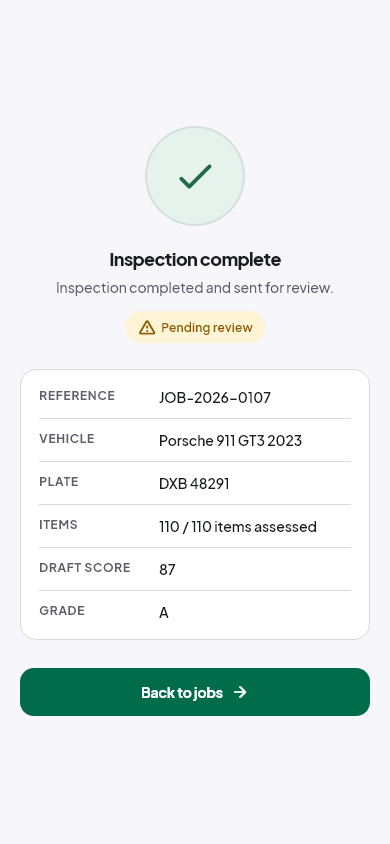 Inspection complete
Inspection completed and sent for review.
Pending review
REFERENCE JOB-2026-0107
VEHICLE Porsche 911 GT3 2023
PLATE DXB 48291
ITEMS 110 / 110 items assessed
DRAFT SCORE 87
GRADE A
Back to jobs